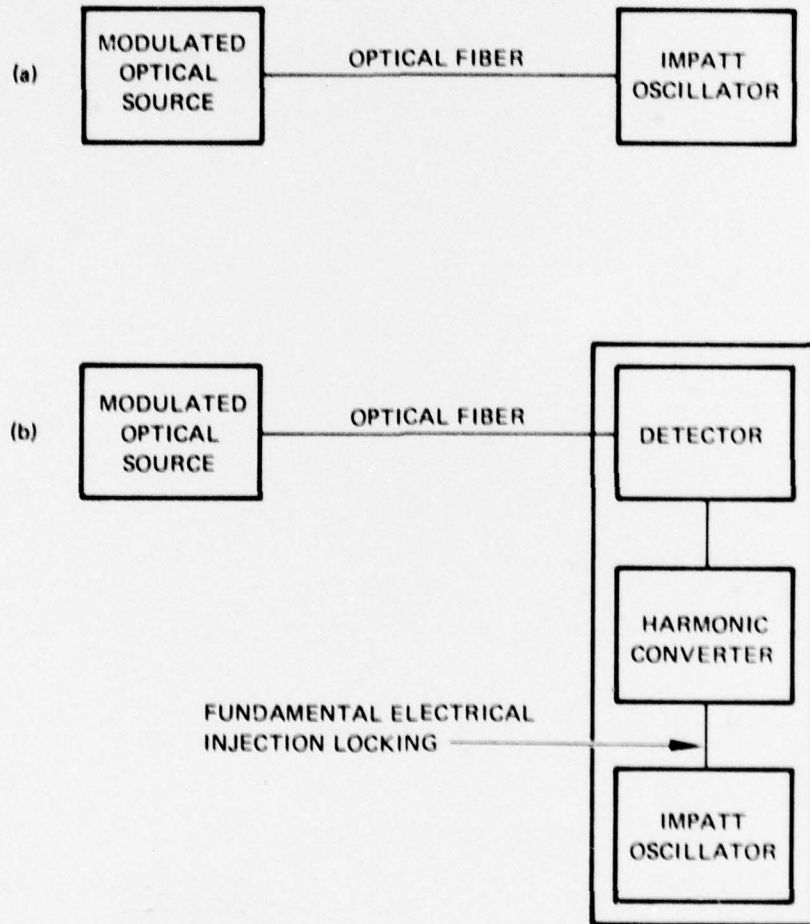 (a)
MODULATED
OPTICAL
SOURCE
OPTICAL FIBER
IMPATT
OSCILLATOR
(b)
MODULATED
OPTICAL
SOURCE
OPTICAL FIBER
DETECTOR
HARMONIC
CONVERTER
FUNDAMENTAL ELECTRICAL
INJECTION LOCKING
IMPATT
OSCILLATOR